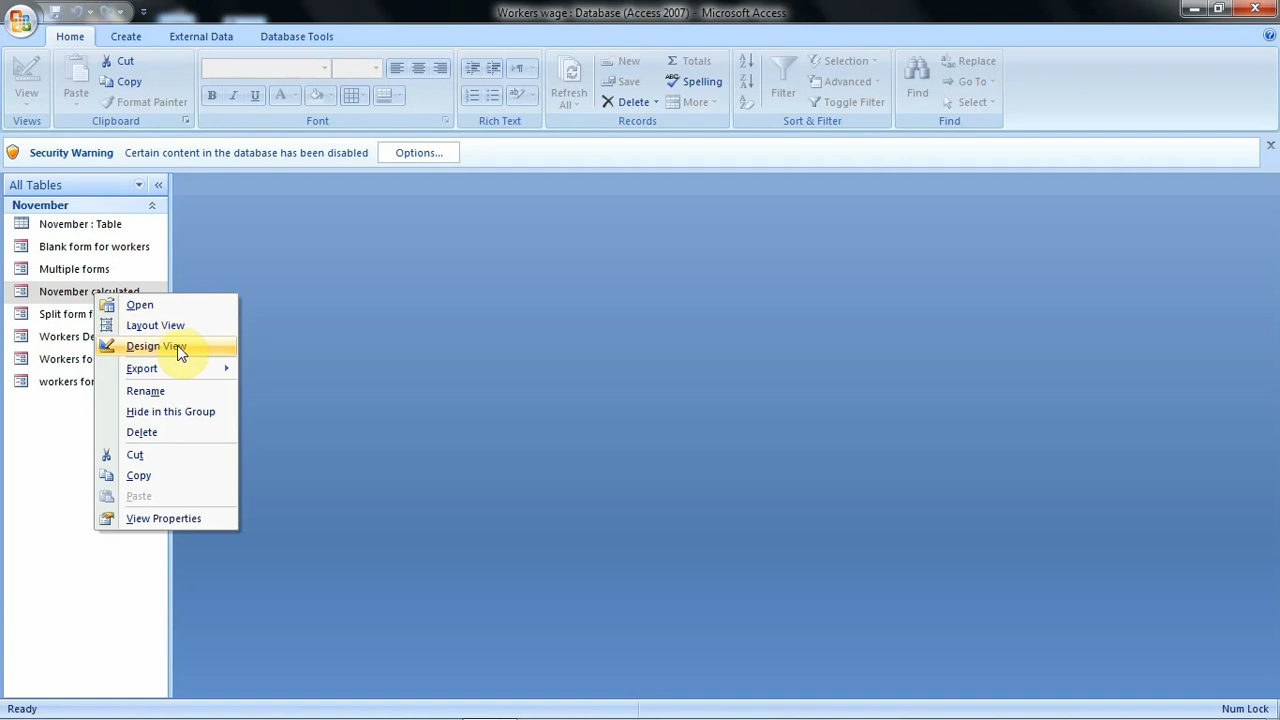 Workers wage : Database (Access 2007) - Microsoft Access
Home Create External Data Database Tools
View
Views
Paste
Cut
Copy
Format Painter
Clipboard
B I U A
Font
Rich Text
Refresh
All
New
Save
Delete
Totals
Spelling
More
Records
Filter
Selection
Advanced
Toggle Filter
Sort & Filter
Find
Replace
Go To
Select
Find
Security Warning Certain content in the database has been disabled Options...
All Tables
November
November : Table
Blank form for workers
Multiple forms
November calculated
Split form f
Workers De
Workers fo
workers for
Open
Layout View
Design View
Export
Rename
Hide in this Group
Delete
Cut
Copy
Paste
View Properties
Ready Num Lock